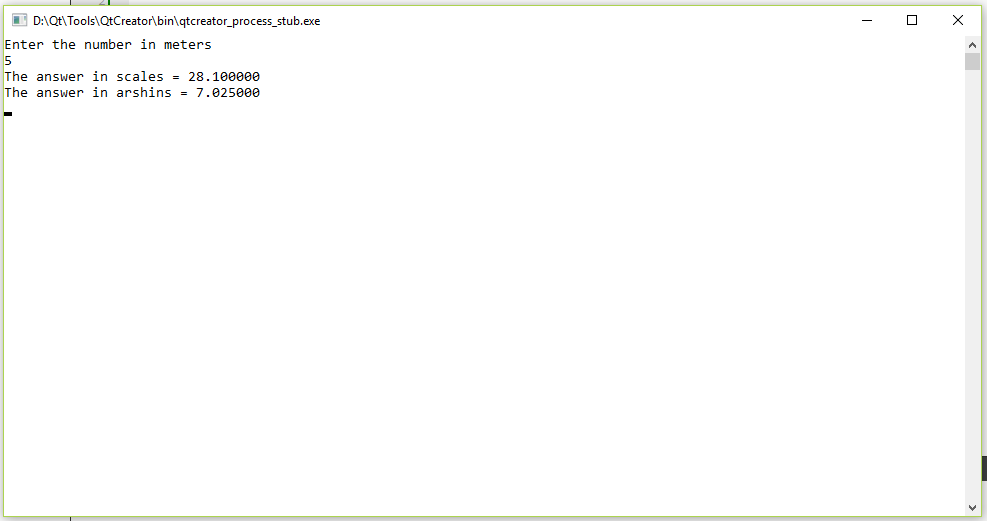 D:\Qt\Tools\QtCreator\bin\qtcreator_process_stub.exe
Enter the number in meters
5
The answer in scales = 28.100000
The answer in arshins = 7.025000